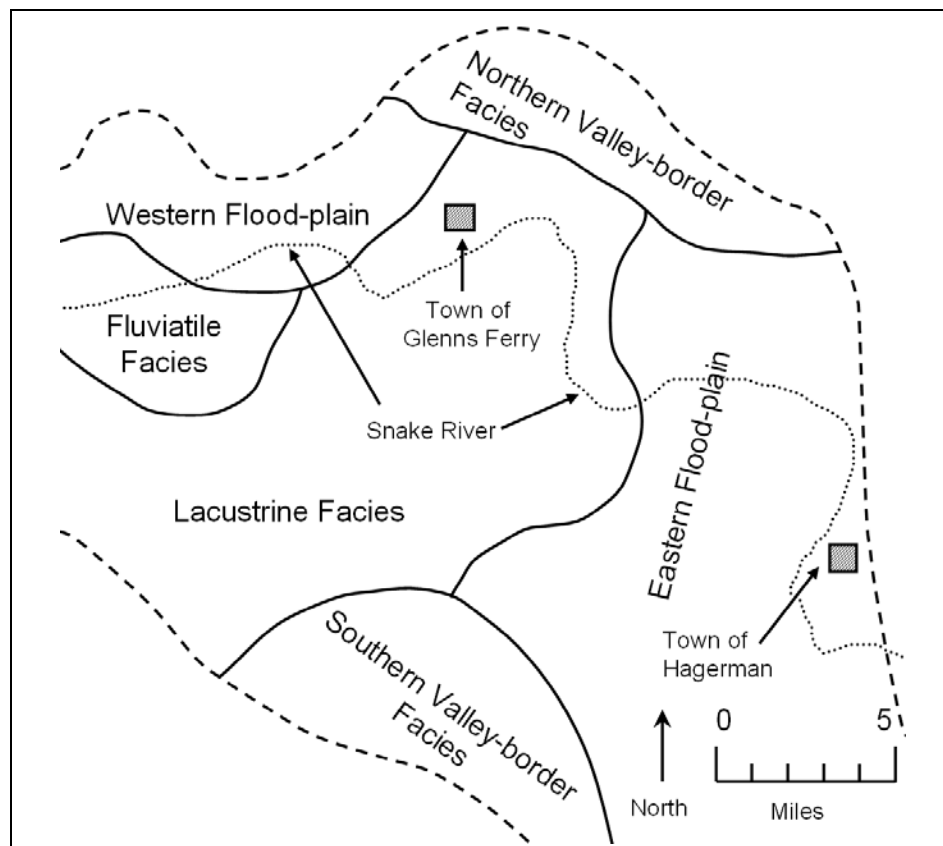 Northern Valley-border
Facies
Western Flood-plain
Town of
Glenns Ferry
Fluviatile
Facies
Snake River
Eastern Flood-plain
Lacustrine Facies
Southern Valley-border
Facies
Town of
Hagerman
0 5
North
Miles